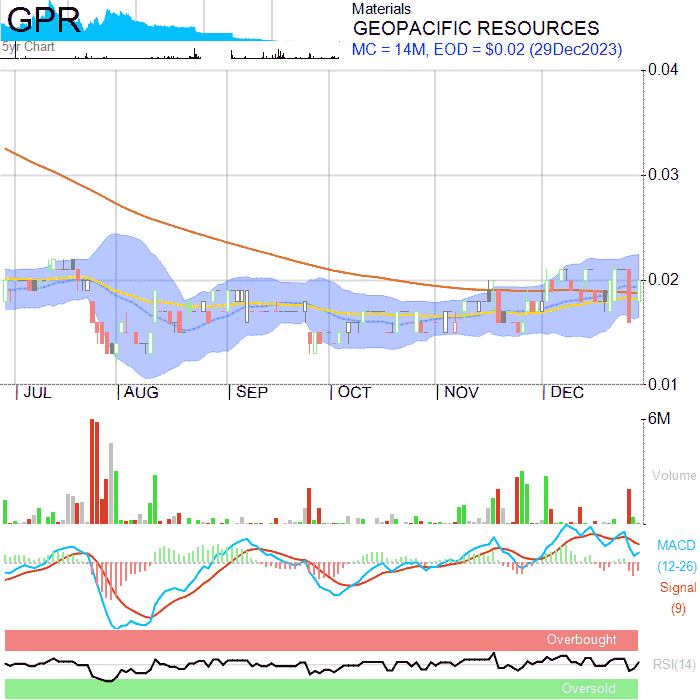 GPR
5yr Chart
Materials
GEOPACIFIC RESOURCES
MC = 14M, EOD = $0.02 (29Dec2023)
0.04
0.03
0.02
0.01
JUL AUG SEP OCT NOV DEC
6M
Volume
MACD
(12-26)
Signal
(9)
Overbought
RSI(14)
Oversold